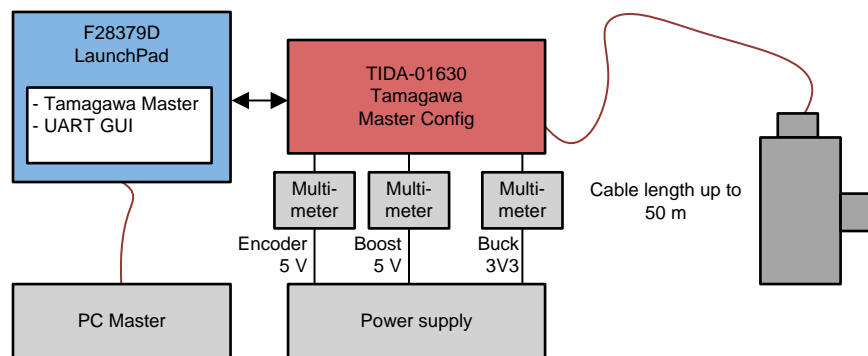 F28379D
LaunchPad
- Tamagawa Master
- UART GUI
TIDA-01630
Tamagawa
Master Config
Multi-
meter
Multi-
meter
Multi-
meter
Encoder
5 V
Boost
5 V
Buck
3V3
Cable length up to
50 m
PC Master
Power supply